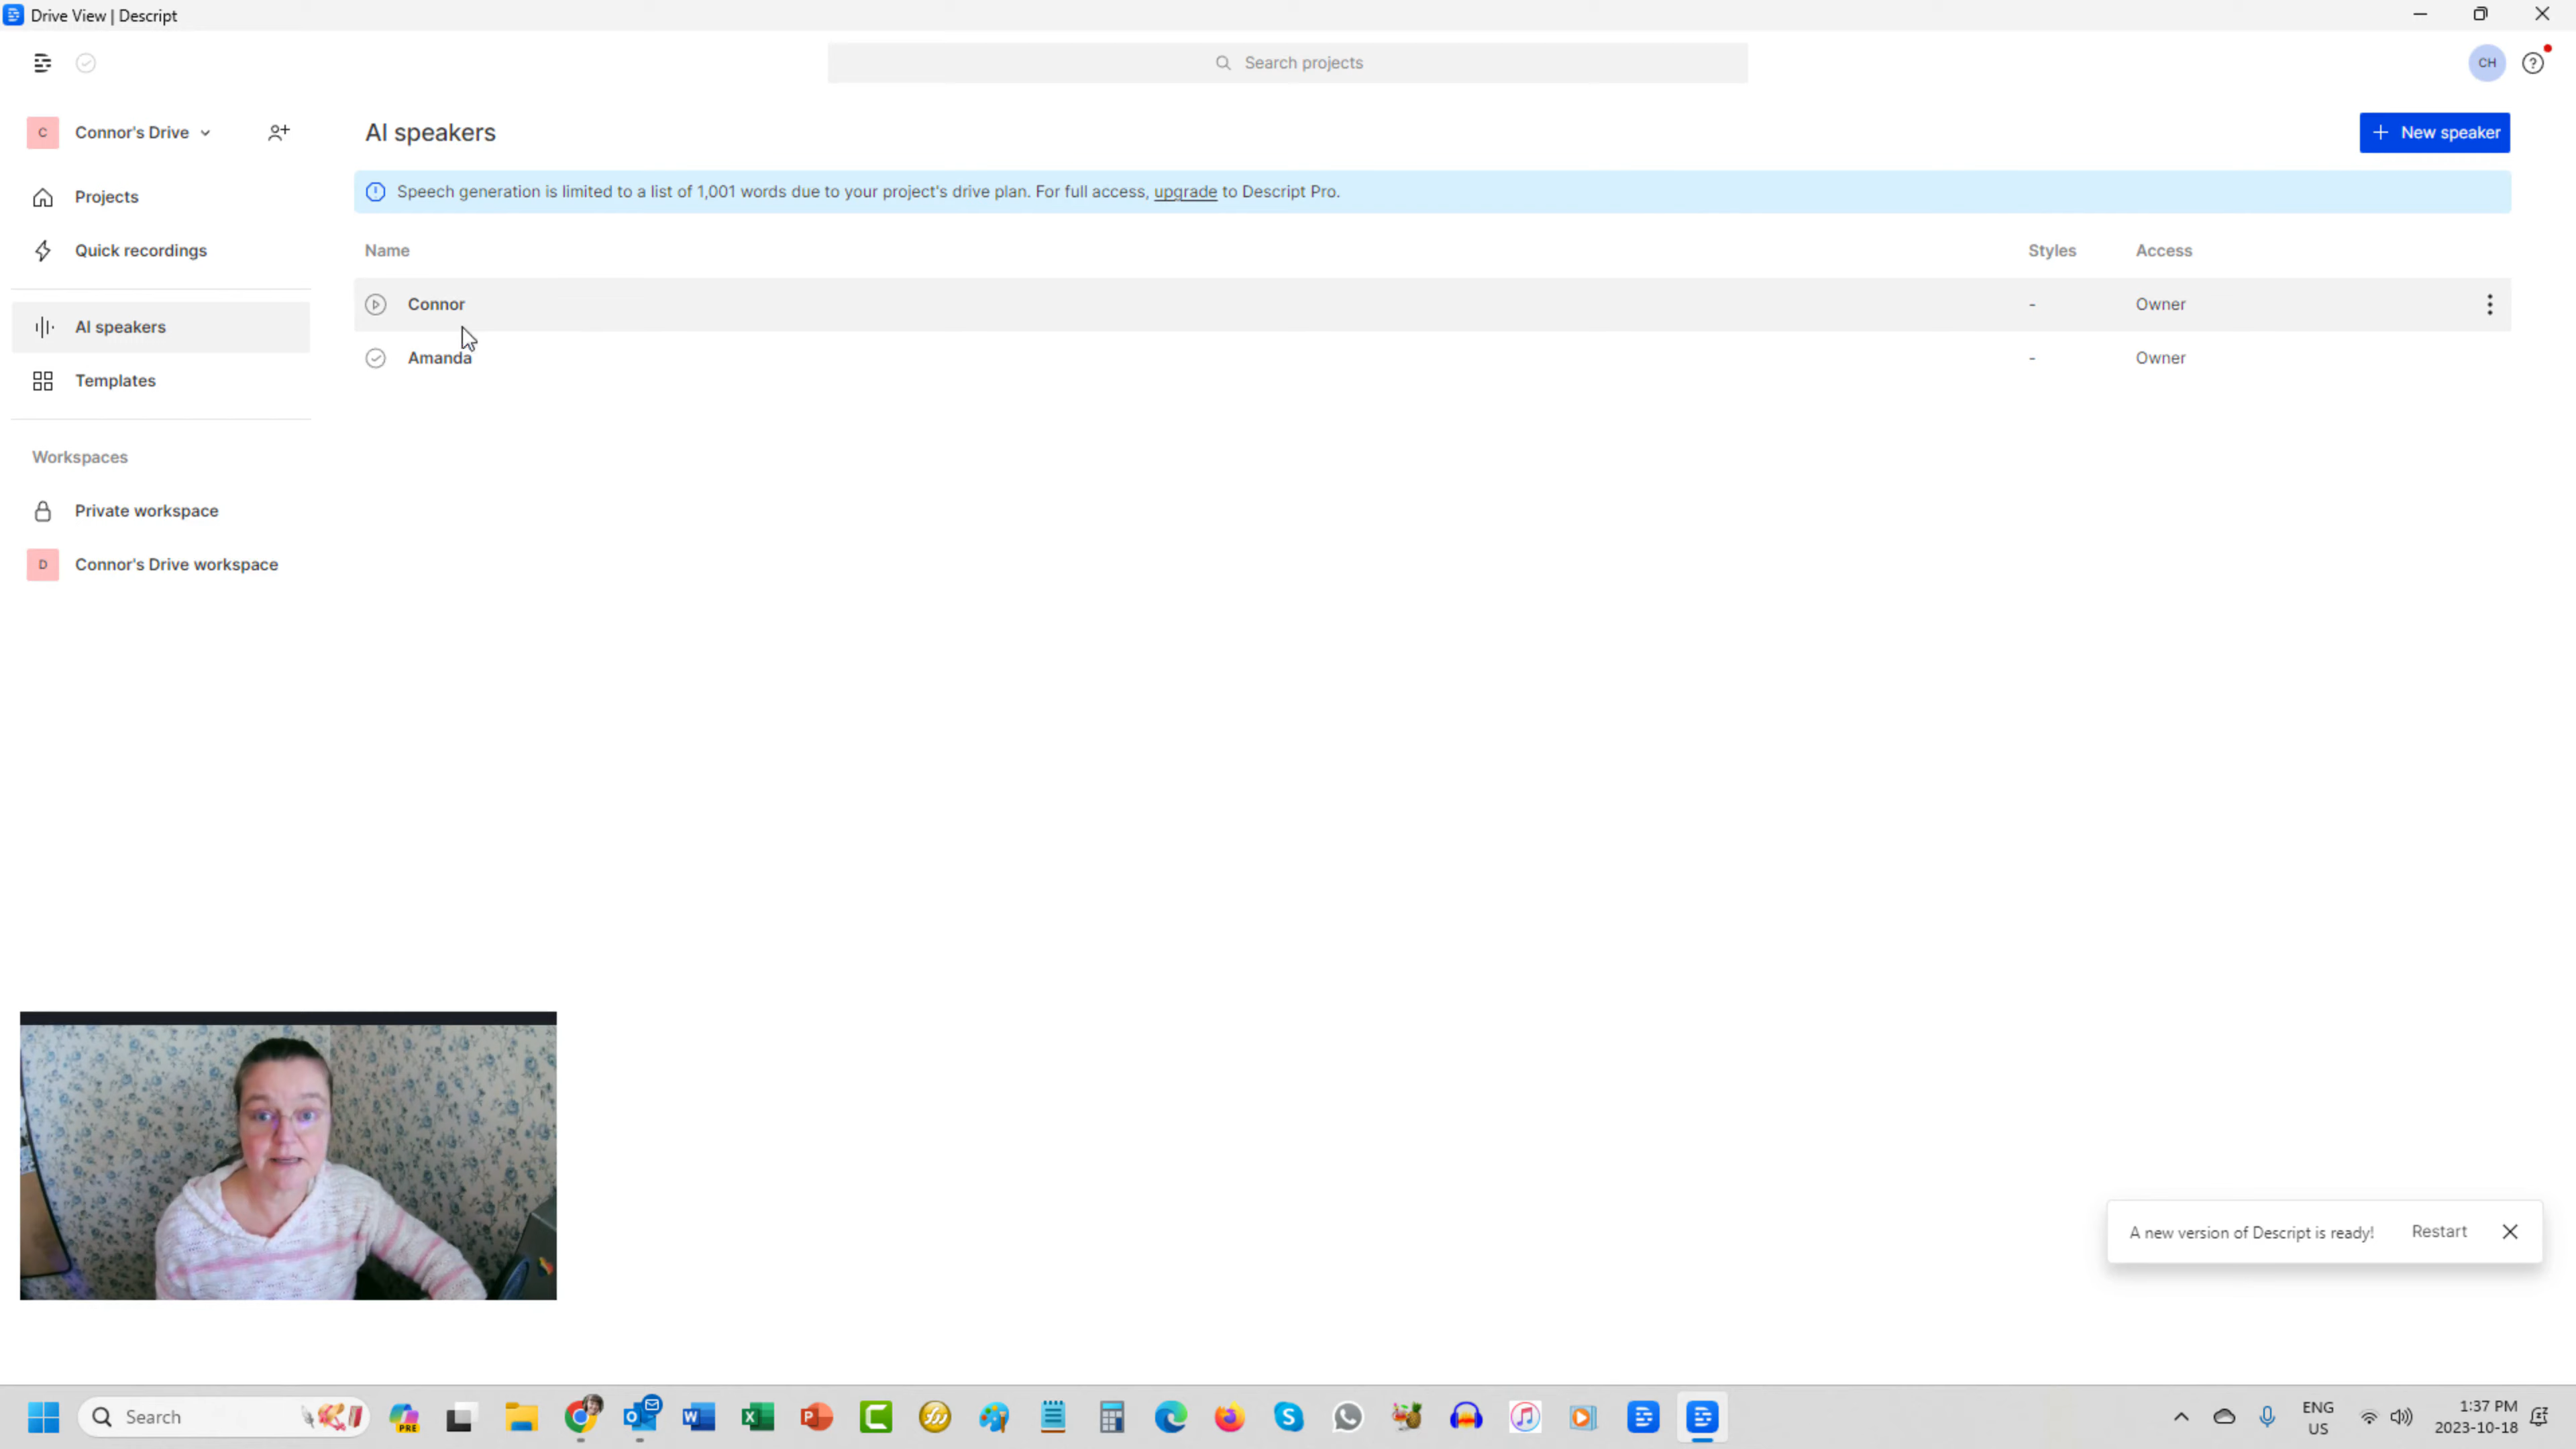 Drive View | Descript
Search projects
CH
C
Connor's Drive
AI speakers
+ New speaker
Projects
Speech generation is limited to a list of 1,001 words due to your project's drive plan. For full access, upgrade to Descript Pro.
Quick recordings
Name
Styles
Access
Connor
-
Owner
AI speakers
Amanda
-
Owner
Templates
Workspaces
Private workspace
D
Connor's Drive workspace
A new version of Descript is ready!
Restart
Search
PRE
ENG
US
1:37 PM
2023-10-18